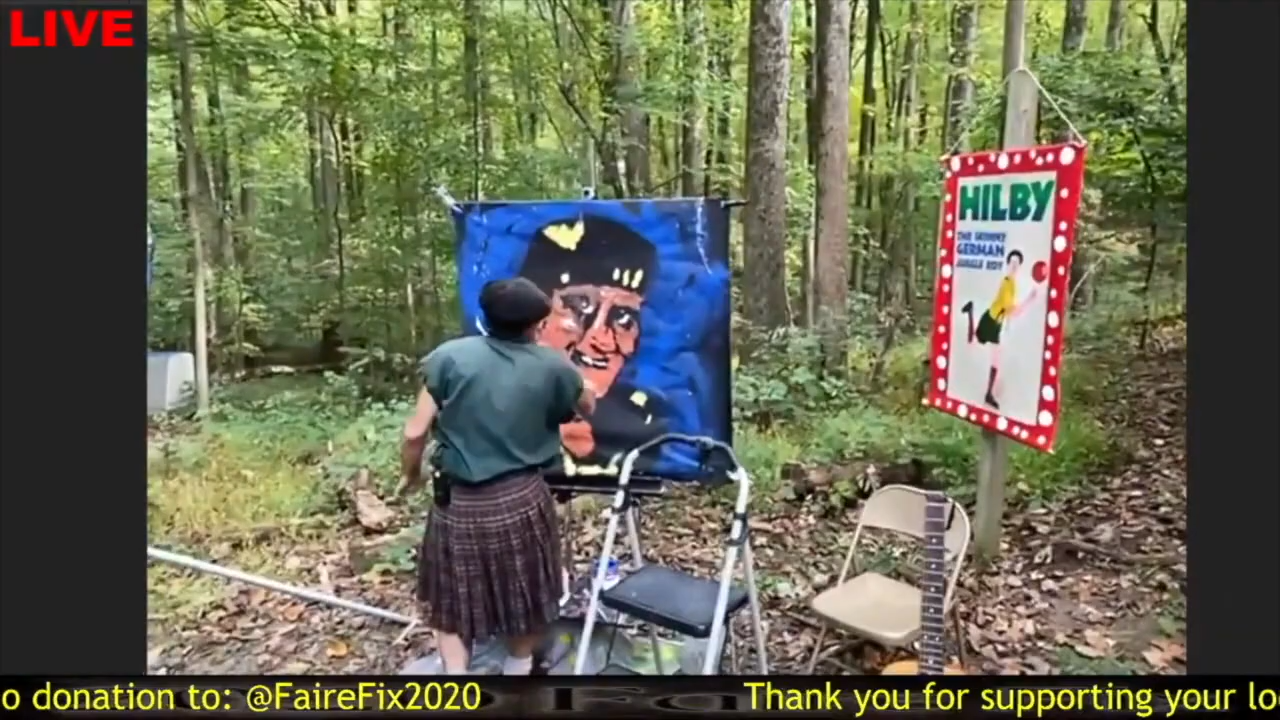 LIVE
HILBY
THE SKINNY
GERMAN
JUGGLE BOY
o donation to: @FaireFix2020
Thank you for supporting your lo